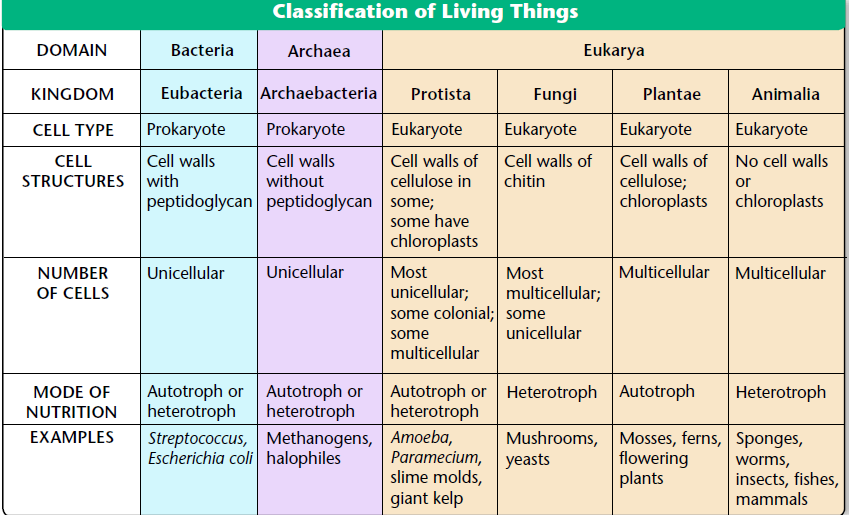 Classification of Living Things
DOMAIN Bacteria Archaea Eukarya
KINGDOM Eubacteria Archaebacteria Protista Fungi Plantae Animalia
CELL TYPE Prokaryote Prokaryote Eukaryote Eukaryote Eukaryote Eukaryote
CELL Cell walls Cell walls Cell walls of Cell walls of Cell walls of No cell walls
STRUCTURES with without cellulose in chitin cellulose; or
peptidoglycan peptidoglycan some; chloroplasts chloroplasts
some have
chloroplasts
NUMBER Unicellular Unicellular Most Most Multicellular Multicellular
OF CELLS unicellular; multicellular;
some colonial; some
some unicellular
multicellular
MODE OF Autotroph or Autotroph or Autotroph or Heterotroph Autotroph Heterotroph
NUTRITION heterotroph heterotroph heterotroph
EXAMPLES Streptococcus, Methanogens, Amoeba, Mushrooms, Mosses, ferns, Sponges,
Escherichia coli halophiles Paramecium, yeasts flowering worms,
slime molds, plants insects, fishes,
giant kelp mammals